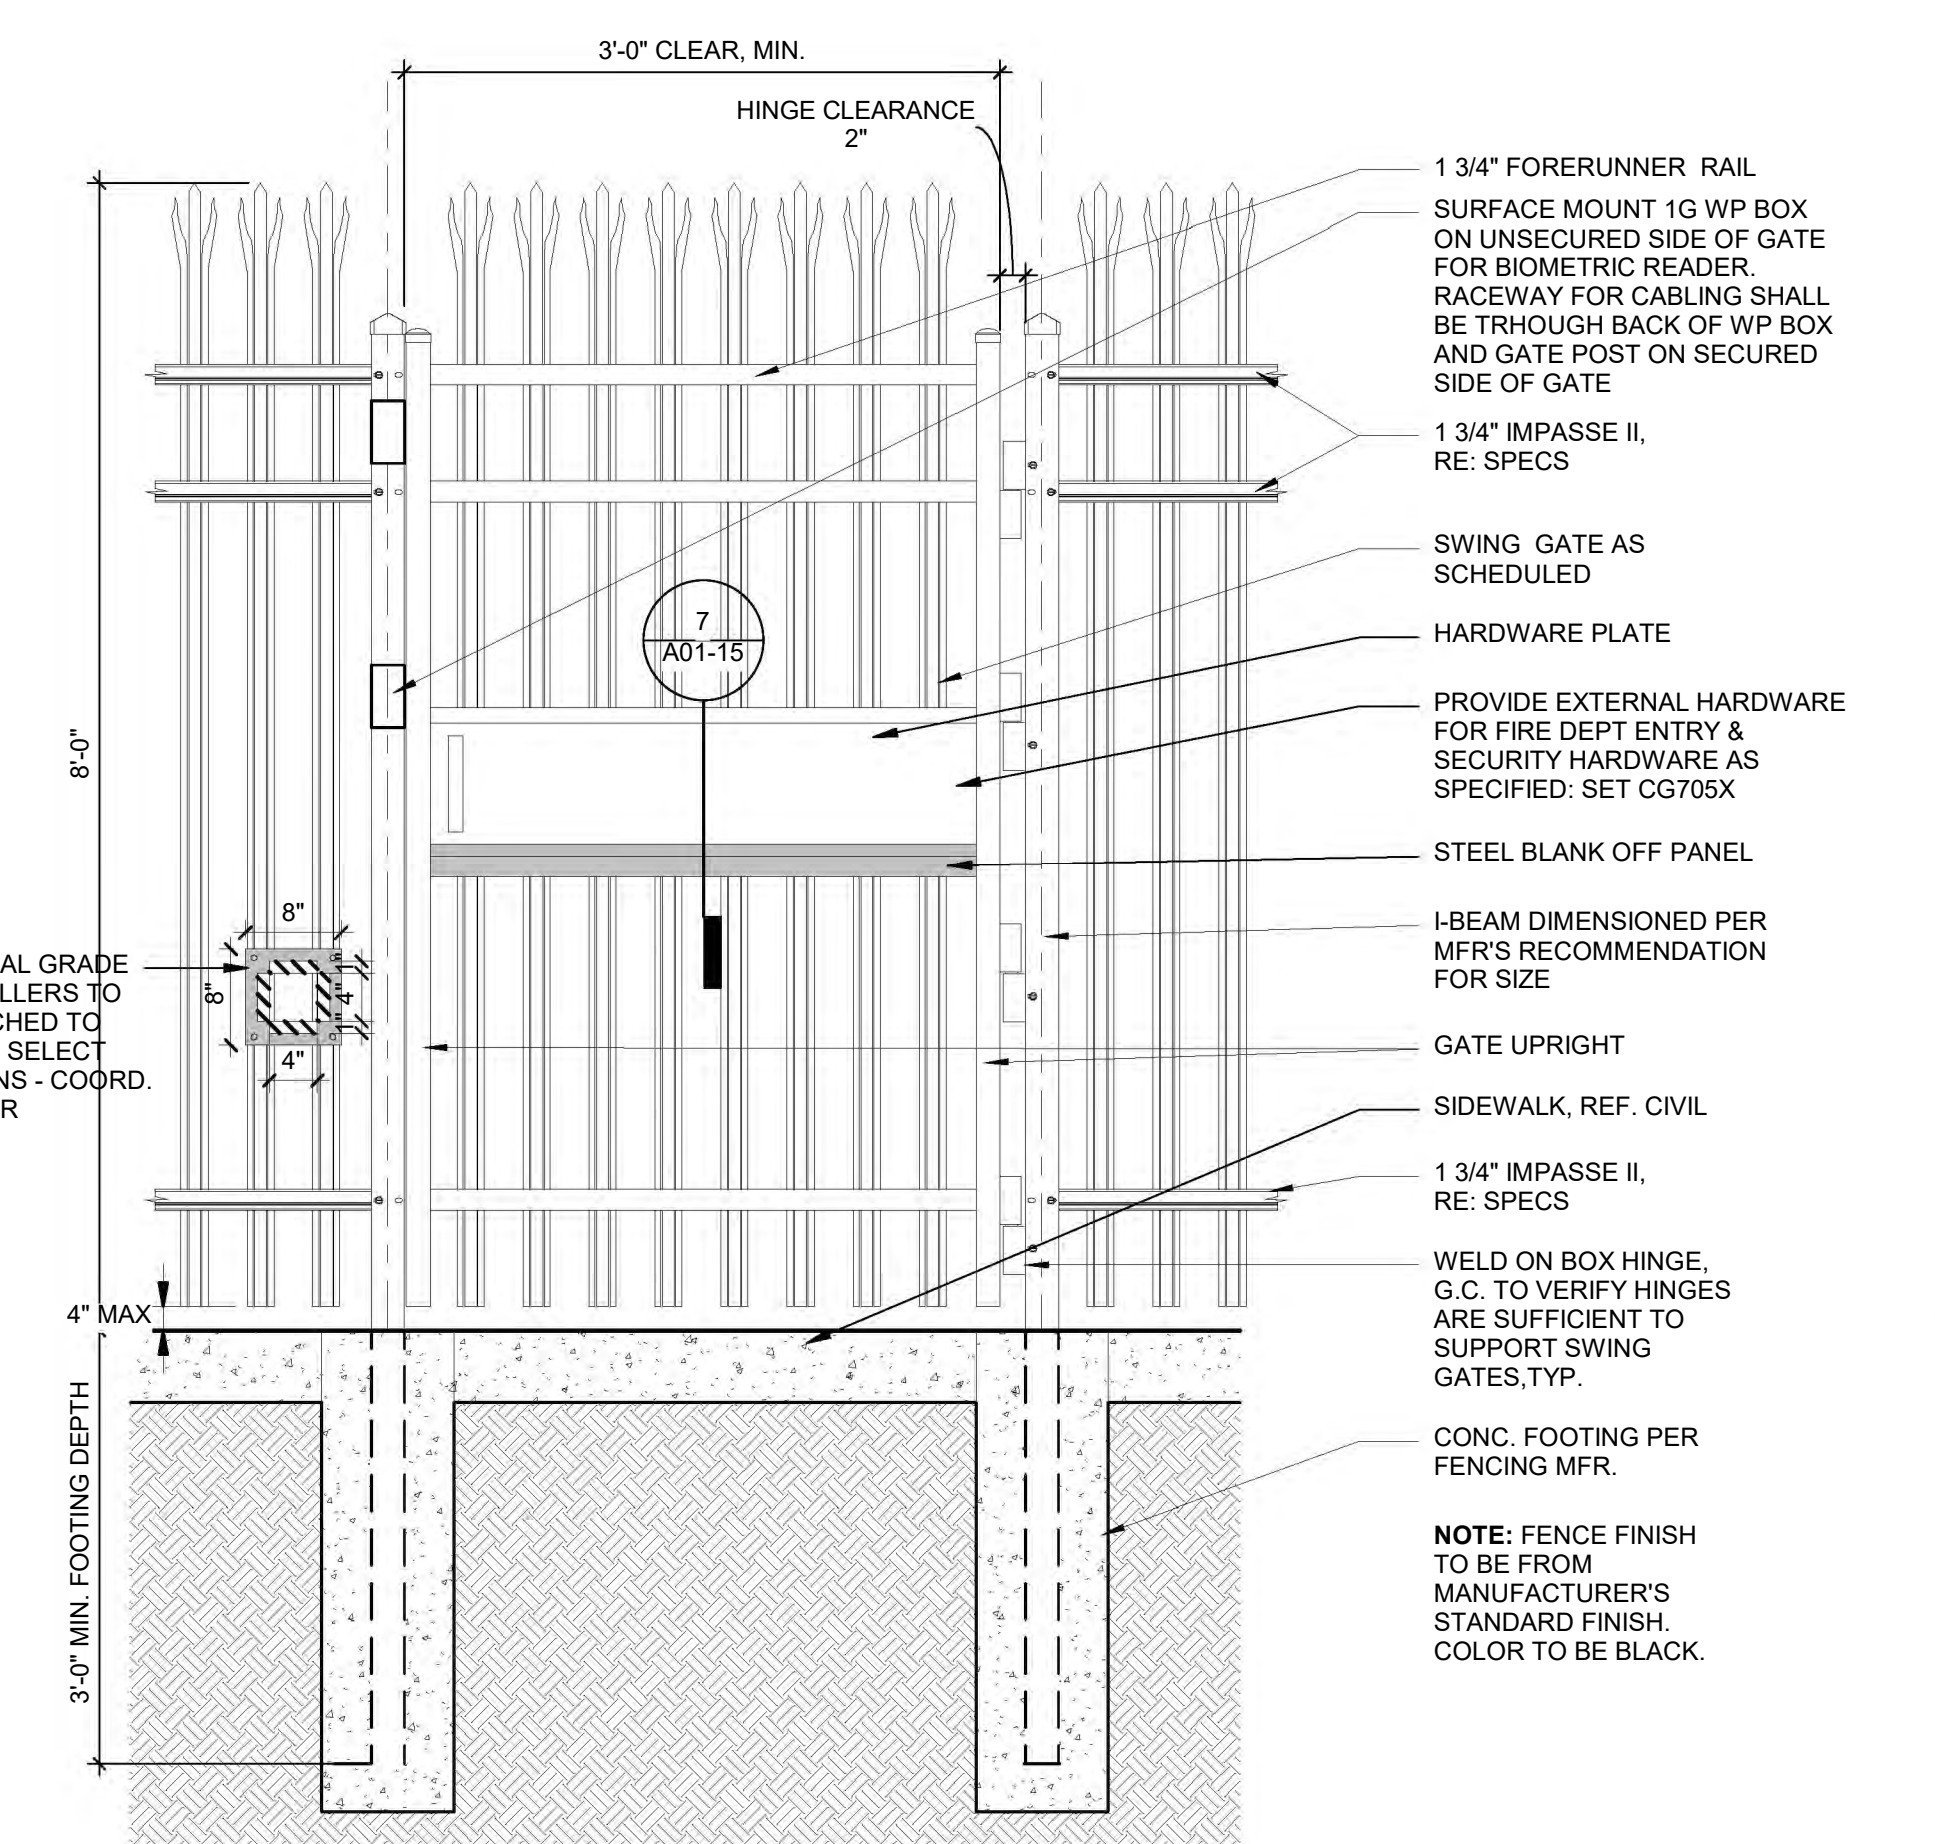 3'-0" CLEAR, MIN.
HINGE CLEARANCE
2"
1 3/4" FORERUNNER RAIL
SURFACE MOUNT 1G WP BOX
ON UNSECURED SIDE OF GATE
FOR BIOMETRIC READER.
RACEWAY FOR CABLING SHALL
BE TRHOUGH BACK OF WP BOX
AND GATE POST ON SECURED
SIDE OF GATE
1 3/4" IMPASSE II,
RE: SPECS
SWING GATE AS
SCHEDULED
HARDWARE PLATE
PROVIDE EXTERNAL HARDWARE
FOR FIRE DEPT ENTRY &
SECURITY HARDWARE AS
SPECIFIED: SET CG705X
STEEL BLANK OFF PANEL
I-BEAM DIMENSIONED PER
MFR'S RECOMMENDATION
FOR SIZE
GATE UPRIGHT
SIDEWALK, REF. CIVIL
1 3/4" IMPASSE II,
RE: SPECS
WELD ON BOX HINGE,
G.C. TO VERIFY HINGES
ARE SUFFICIENT TO
SUPPORT SWING
GATES,TYP.
CONC. FOOTING PER
FENCING MFR.
NOTE: FENCE FINISH
TO BE FROM
MANUFACTURER'S
STANDARD FINISH.
COLOR TO BE BLACK.
7
A01-15
8'-0"
8"
8"
1"
4"
1"
4"
AL GRADE
LLERS TO
CHED TO
SELECT
NS - COORD.
R
4" MAX
3'-0" MIN. FOOTING DEPTH